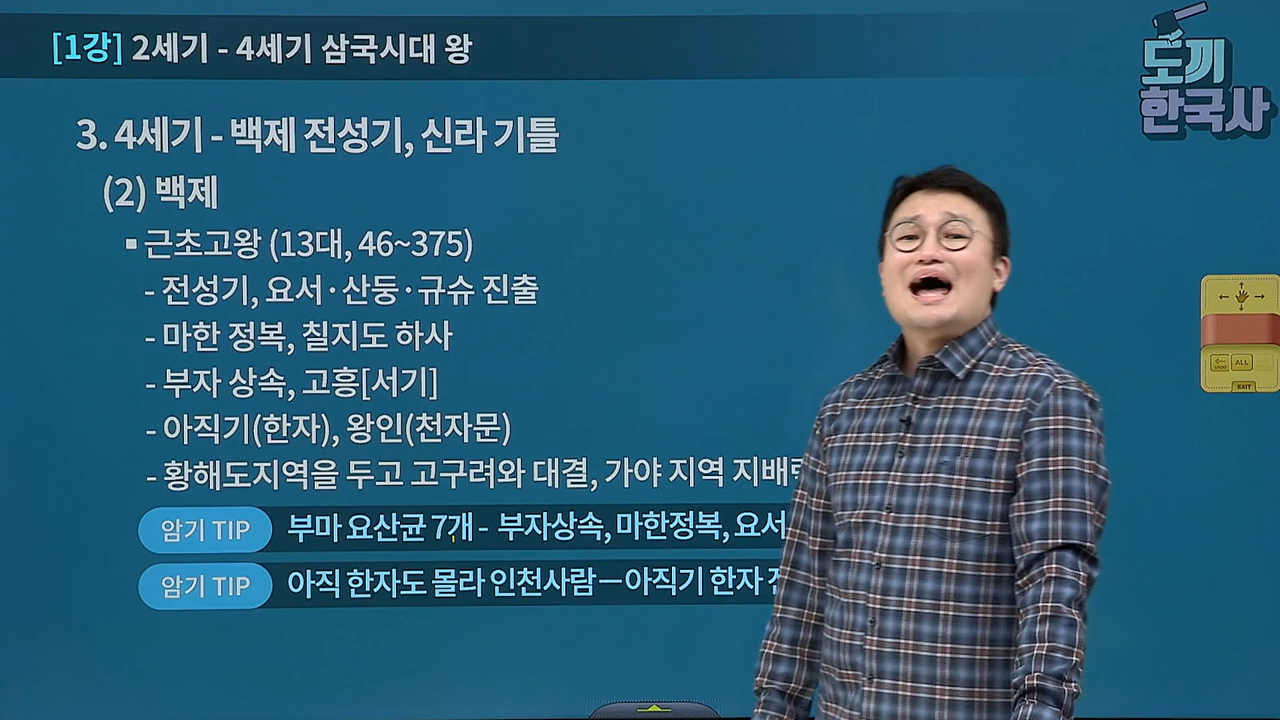 [1강] 2세기 - 4세기 삼국시대 왕
도끼
한국사
3. 4세기 - 백제 전성기, 신라 기틀
(2) 백제
▪ 근초고왕 (13대, 46~375)
- 전성기, 요서·산둥·규슈 진출
- 마한 정복, 칠지도 하사
- 부자 상속, 고흥[서기]
- 아직기(한자), 왕인(천자문)
- 황해도지역을 두고 고구려와 대결, 가야 지역 지배
암기 TIP 부마 요산균 7개 - 부자상속, 마한정복, 요서
암기 TIP 아직 한자도 몰라 인천사람 – 아직기 한자
ALL
EXIT